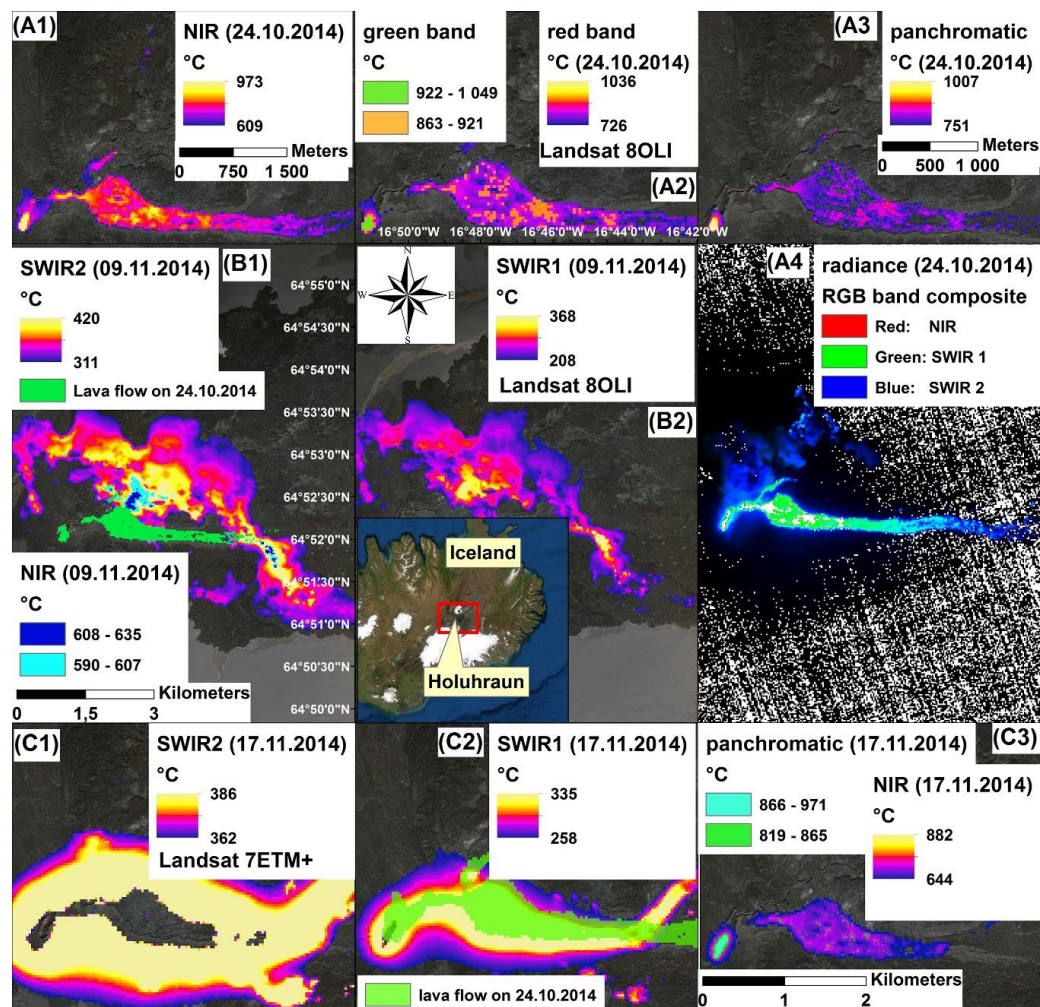 (A1)
NIR (24.10.2014)
°C
973
609
Meters
0 750 1 500
green band
°C
922 - 1 049
863 - 921
red band
°C (24.10.2014)
1036
726
Landsat 8OLI
(A2)
(A3)
panchromatic
°C (24.10.2014)
1007
751
Meters
0 500 1 000
16°50'0"W 16°48'0"W 16°46'0"W 16°44'0"W 16°42'0"W
SWIR2 (09.11.2014)
(B1)
°C
420
311
Lava flow on 24.10.2014
NIR (09.11.2014)
°C
608 - 635
590 - 607
Kilometers
0 1,5 3
64°55'0"N
64°54'30"N
64°54'0"N
64°53'30"N
64°53'0"N
64°52'30"N
64°52'0"N
64°51'30"N
64°51'0"N
64°50'30"N
64°50'0"N
N
W E
S
SWIR1 (09.11.2014)
°C
368
208
Landsat 8OLI
(B2)
Iceland
Holuhraun
(A4)
radiance (24.10.2014)
RGB band composite
Red: NIR
Green: SWIR 1
Blue: SWIR 2
(C1)
SWIR2 (17.11.2014)
°C
386
362
Landsat 7ETM+
(C2)
SWIR1 (17.11.2014)
°C
335
258
lava flow on 24.10.2014
panchromatic (17.11.2014)
(C3)
°C
866 - 971
819 - 865
NIR (17.11.2014)
°C
882
644
Kilometers
0 1 2